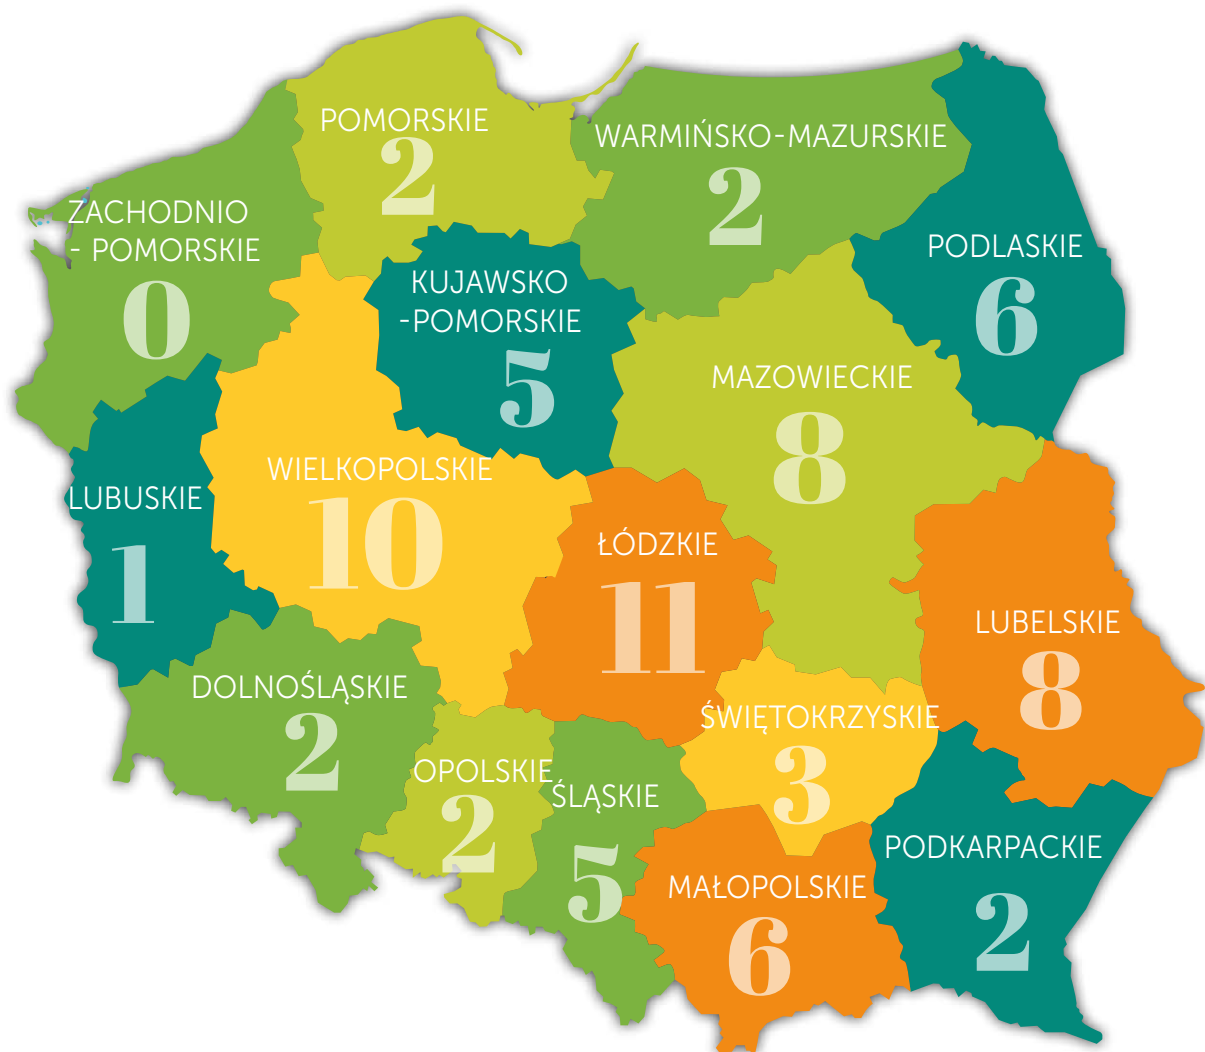 POMORSKIE
2
WARMIŃSKO-MAZURSKIE
2
ZACHODNIO
- POMORSKIE
0
KUJAWSKO
-POMORSKIE
5
PODLASKIE
6
MAZOWIECKIE
8
WIELKOPOLSKIE
10
LUBUSKIE
1
ŁÓDZKIE
11
LUBELSKIE
8
DOLNOŚLĄSKIE
2
OPOLSKIE
2
ŚLĄSKIE
5
ŚWIĘTOKRZYSKIE
3
MAŁOPOLSKIE
6
PODKARPACKIE
2